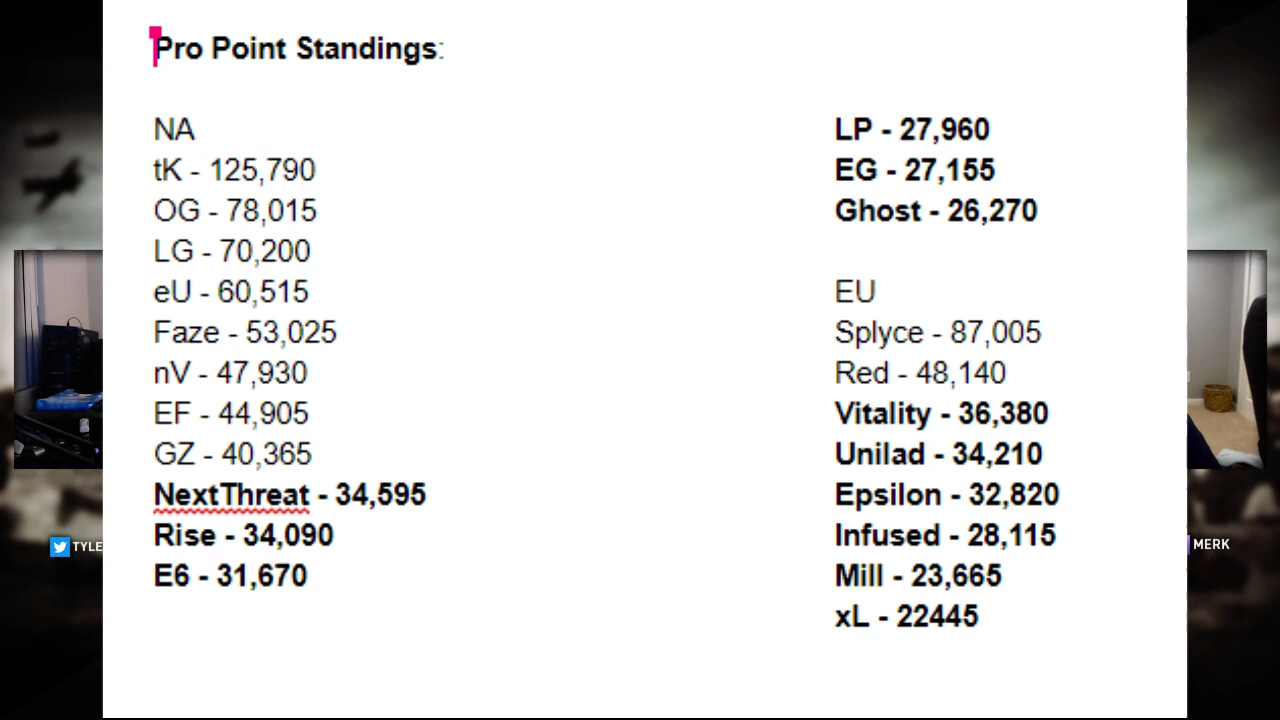 Pro Point Standings:
NA
tK - 125,790
OG - 78,015
LG - 70,200
eU - 60,515
Faze - 53,025
nV - 47,930
EF - 44,905
GZ - 40,365
NextThreat - 34,595
Rise - 34,090
E6 - 31,670
LP - 27,960
EG - 27,155
Ghost - 26,270
EU
Splyce - 87,005
Red - 48,140
Vitality - 36,380
Unilad - 34,210
Epsilon - 32,820
Infused - 28,115
Mill - 23,665
xL - 22445
TYLE
MERK